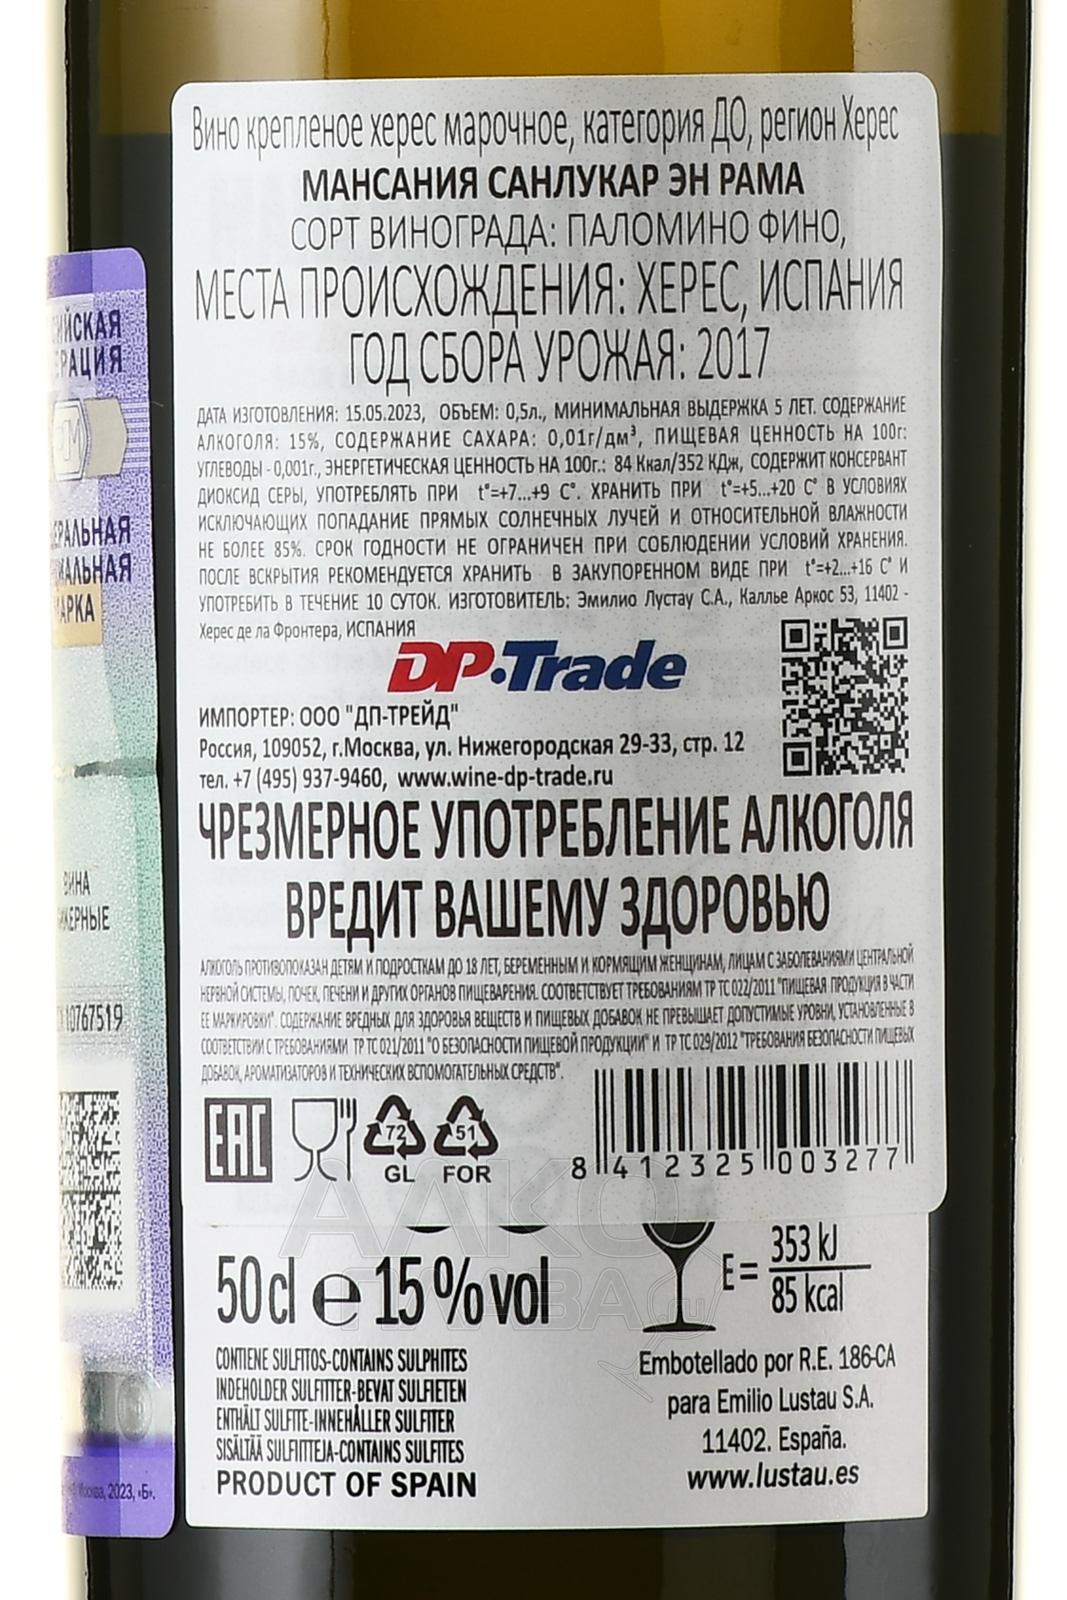 Вино крепленое херес марочное, категория ДО, регион Херес
МАНСАНИЯ САНЛУКАР ЭН РАМА
СОРТ ВИНОГРАДА: ПАЛОМИНО ФИНО,
МЕСТА ПРОИСХОЖДЕНИЯ: ХЕРЕС, ИСПАНИЯ
ГОД СБОРА УРОЖАЯ: 2017
ДАТА ИЗГОТОВЛЕНИЯ: 15.05.2023, ОБЪЕМ: 0,5л., МИНИМАЛЬНАЯ ВЫДЕРЖКА 5 ЛЕТ. СОДЕРЖАНИЕ
АЛКОГОЛЯ: 15%, СОДЕРЖАНИЕ САХАРА: 0,01г/дм³, ПИЩЕВАЯ ЦЕННОСТЬ НА 100г:
УГЛЕВОДЫ - 0,001г., ЭНЕРГЕТИЧЕСКАЯ ЦЕННОСТЬ НА 100г.: 84 Ккал/352 КДж, СОДЕРЖИТ КОНСЕРВАНТ
ДИОКСИД СЕРЫ, УПОТРЕБЛЯТЬ ПРИ t°=+7...+9 C°. ХРАНИТЬ ПРИ t°=+5...+20 C° В УСЛОВИЯХ
ИСКЛЮЧАЮЩИХ ПОПАДАНИЕ ПРЯМЫХ СОЛНЕЧНЫХ ЛУЧЕЙ И ОТНОСИТЕЛЬНОЙ ВЛАЖНОСТИ
НЕ БОЛЕЕ 85%. СРОК ГОДНОСТИ НЕ ОГРАНИЧЕН ПРИ СОБЛЮДЕНИИ УСЛОВИЙ ХРАНЕНИЯ.
ПОСЛЕ ВСКРЫТИЯ РЕКОМЕНДУЕТСЯ ХРАНИТЬ В ЗАКУПОРЕННОМ ВИДЕ ПРИ t°=+2...+16 C° И
УПОТРЕБИТЬ В ТЕЧЕНИЕ 10 СУТОК. ИЗГОТОВИТЕЛЬ: Эмилио Лустау С.А., Каллье Аркос 53, 11402 -
Херес де ла Фронтера, ИСПАНИЯ
DP·Trade
ИМПОРТЕР: ООО "ДП-ТРЕЙД"
Россия, 109052, г.Москва, ул. Нижегородская 29-33, стр. 12
тел. +7 (495) 937-9460, www.wine-dp-trade.ru
ЧРЕЗМЕРНОЕ УПОТРЕБЛЕНИЕ АЛКОГОЛЯ
ВРЕДИТ ВАШЕМУ ЗДОРОВЬЮ
АЛКОГОЛЬ ПРОТИВОПОКАЗАН ДЕТЯМ И ПОДРОСТКАМ ДО 18 ЛЕТ, БЕРЕМЕННЫМ И КОРМЯЩИМ ЖЕНЩИНАМ, ЛИЦАМ С ЗАБОЛЕВАНИЯМИ ЦЕНТРАЛЬНОЙ
НЕРВНОЙ СИСТЕМЫ, ПОЧЕК, ПЕЧЕНИ И ДРУГИХ ОРГАНОВ ПИЩЕВАРЕНИЯ. СООТВЕТСТВУЕТ ТРЕБОВАНИЯМ ТР ТС 022/2011 "ПИЩЕВАЯ ПРОДУКЦИЯ В ЧАСТИ
ЕЕ МАРКИРОВКИ". СОДЕРЖАНИЕ ВРЕДНЫХ ДЛЯ ЗДОРОВЬЯ ВЕЩЕСТВ И ПИЩЕВЫХ ДОБАВОК НЕ ПРЕВЫШАЕТ ДОПУСТИМЫЕ УРОВНИ, УСТАНОВЛЕННЫЕ В
СООТВЕТСТВИИ С ТРЕБОВАНИЯМИ ТР ТС 021/2011 "О БЕЗОПАСНОСТИ ПИЩЕВОЙ ПРОДУКЦИИ" И ТР ТС 029/2012 "ТРЕБОВАНИЯ БЕЗОПАСНОСТИ ПИЩЕВЫХ
ДОБАВОК, АРОМАТИЗАТОРОВ И ТЕХНИЧЕСКИХ ВСПОМОГАТЕЛЬНЫХ СРЕДСТВ".
EAC
72
GL
51
FOR
8 412325 003277
50 cl e 15 % vol
E= 353 kJ
85 kcal
CONTIENE SULFITOS-CONTAINS SULPHITES
INDEHOLDER SULFITTER-BEVAT SULFIETEN
ENTHÄLT SULFITE-INNEHÅLLER SULFITER
SISÄLTÄÄ SULFIITTEJA-CONTAINS SULFITES
PRODUCT OF SPAIN
Embotellado por R.E. 186-CA
para Emilio Lustau S.A.
11402. España.
www.lustau.es
ИЙСКАЯ
ЕРАЦИЯ
ЕРАЛЬНАЯ
ИАЛЬНАЯ
АРКА
ВИНА
КЕРНЫЕ
10767519
Москва, 2023, «Б».
ААКО
ГЛАВА
.ru